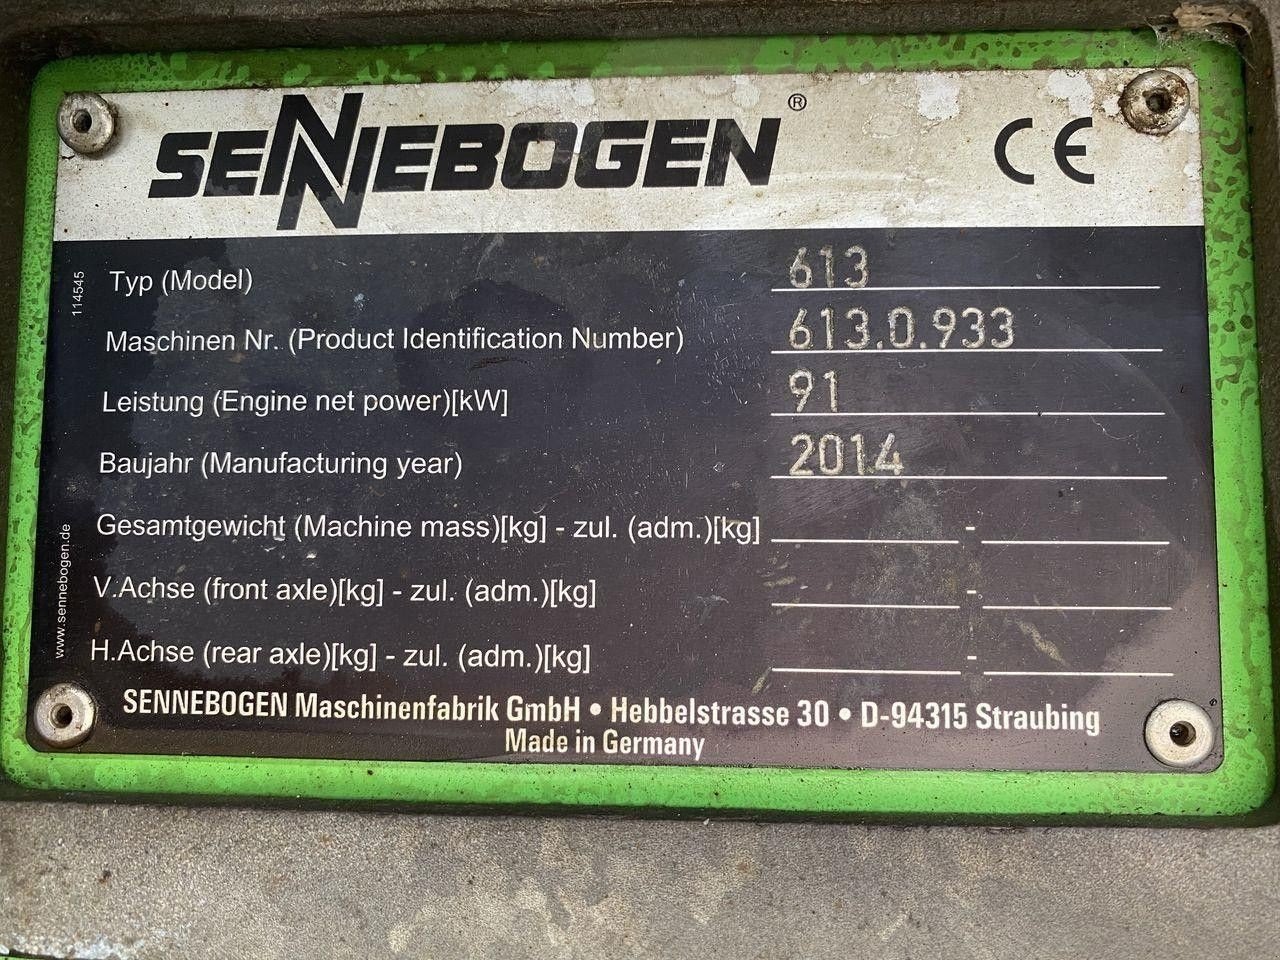 SENNEBOGEN ® CE
Typ (Model) 613
Maschinen Nr. (Product Identification Number) 613.0.933
Leistung (Engine net power)[kW] 91
Baujahr (Manufacturing year) 2014
Gesamtgewicht (Machine mass)[kg] - zul. (adm.)[kg] -
V.Achse (front axle)[kg] - zul. (adm.)[kg] -
H.Achse (rear axle)[kg] - zul. (adm.)[kg] -
SENNEBOGEN Maschinenfabrik GmbH • Hebbelstrasse 30 • D-94315 Straubing
Made in Germany
114545
www.sennebogen.de